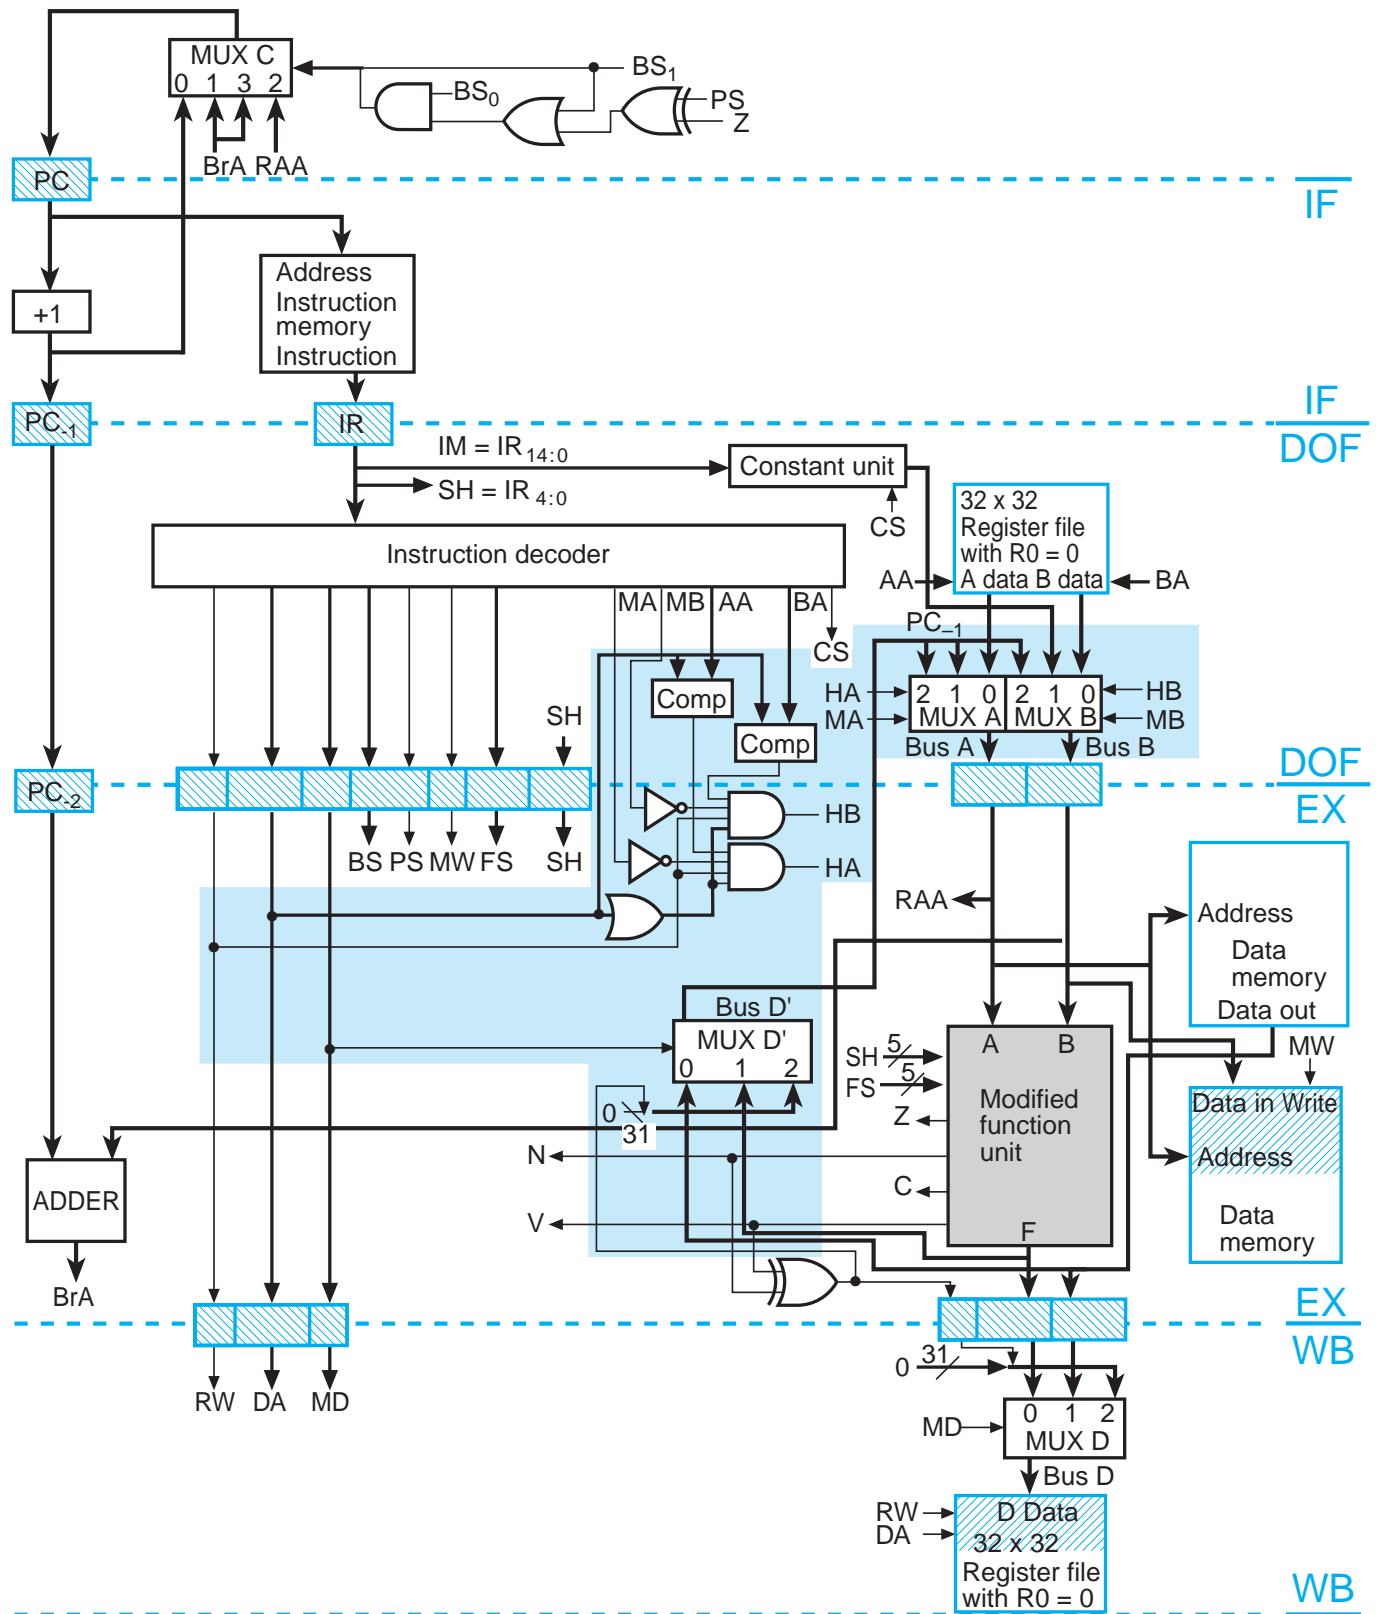 MUX C
0 1 3 2
BS1
BS0
PS
Z
BrA RAA
PC
IF
Address
Instruction
memory
Instruction
+1
PC-1
IR
IF
DOF
IM = IR 14:0
SH = IR 4:0
Constant unit
CS
32 x 32
Register file
with R0 = 0
A data B data
AA
BA
Instruction decoder
MA MB AA BA
CS
PC–1
Comp
Comp
HA
MA
2 1 0 2 1 0
MUX A MUX B
HB
MB
SH
Bus A
Bus B
DOF
EX
PC-2
BS PS MW FS SH
HB
HA
RAA
Address
Data
memory
Data out
Bus D'
MUX D'
0 1 2
A B
SH 5
FS 5
Modified
function
unit
MW
Data in Write
Address
Data
memory
0
31
Z
N
C
V
F
ADDER
BrA
EX
WB
RW DA MD
0 31
MD
0 1 2
MUX D
Bus D
RW
DA
D Data
32 x 32
Register file
with R0 = 0
WB